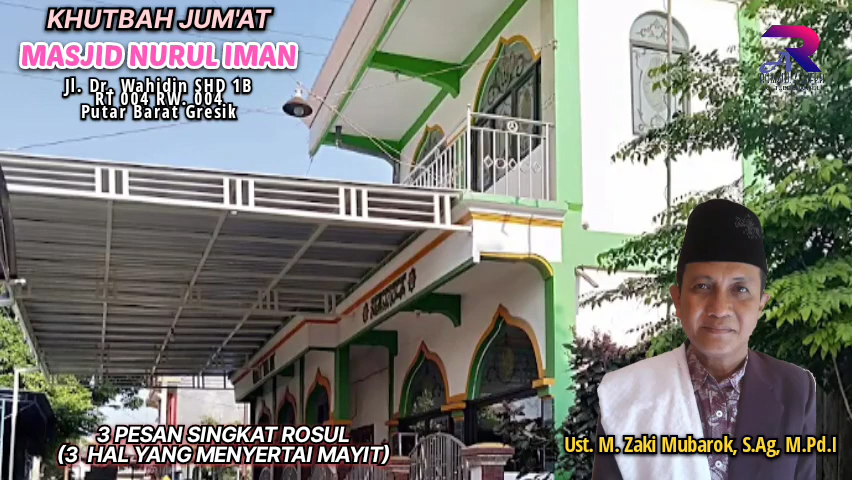 KHUTBAH JUM'AT
MASJID NURUL IMAN
Jl. Dr. Wahidin SHD 1B
RT 004 RW. 004
Putar Barat Gresik
R
3 PESAN SINGKAT ROSUL
(3 HAL YANG MENYERTAI MAYIT)
Ust. M. Zaki Mubarok, S.Ag, M.Pd.I